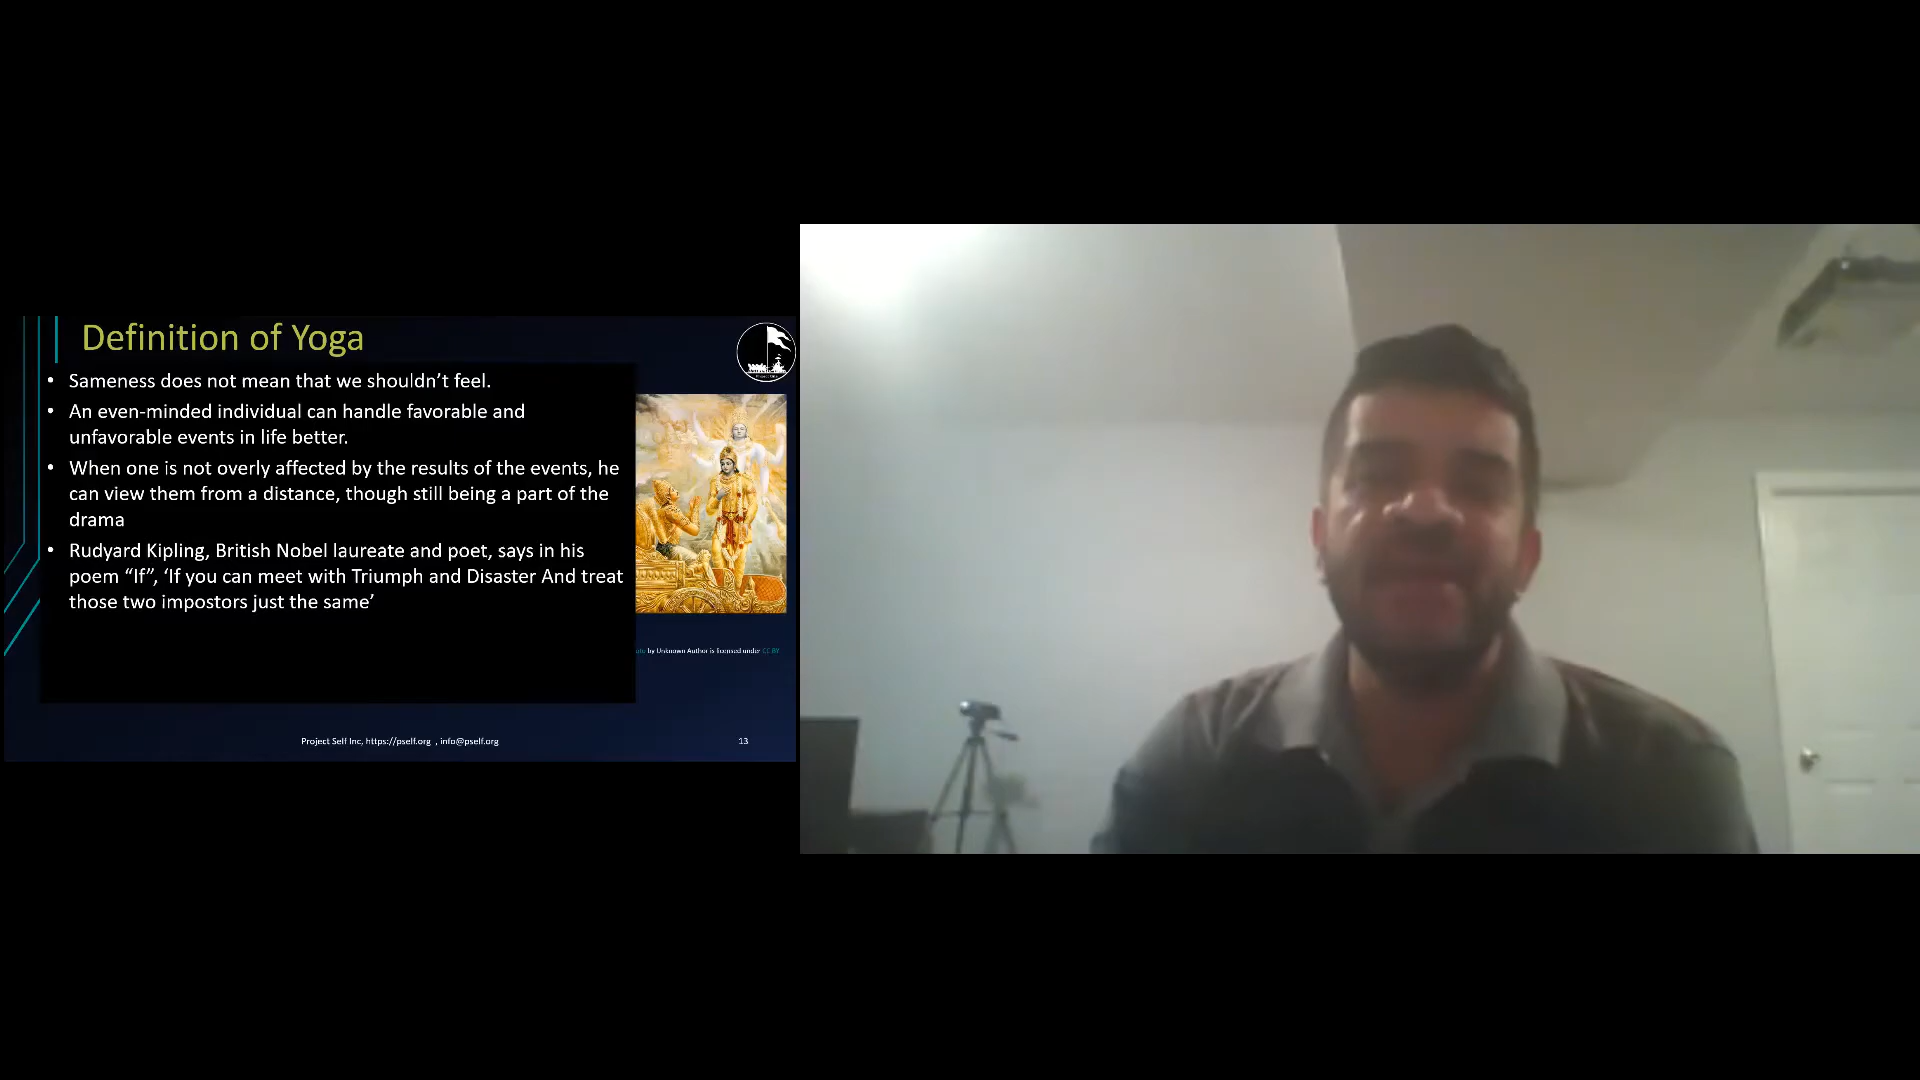 Definition of Yoga
• Sameness does not mean that we shouldn’t feel.
• An even-minded individual can handle favorable and
unfavorable events in life better.
• When one is not overly affected by the results of the events, he
can view them from a distance, though still being a part of the
drama
• Rudyard Kipling, British Nobel laureate and poet, says in his
poem “If”, ‘If you can meet with Triumph and Disaster And treat
those two impostors just the same’
by Unknown Author is licensed under CC BY
Project Self Inc, https://pself.org , info@pself.org
13